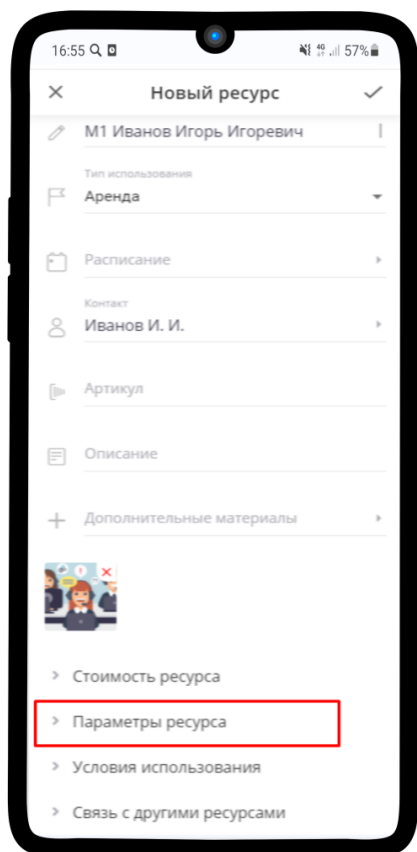 16:55
4G
57%
Новый ресурс
М1 Иванов Игорь Игоревич
Тип использования
Аренда
Расписание
Контакт
Иванов И. И.
Артикул
Описание
Дополнительные материалы
Стоимость ресурса
Параметры ресурса
Условия использования
Связь с другими ресурсами